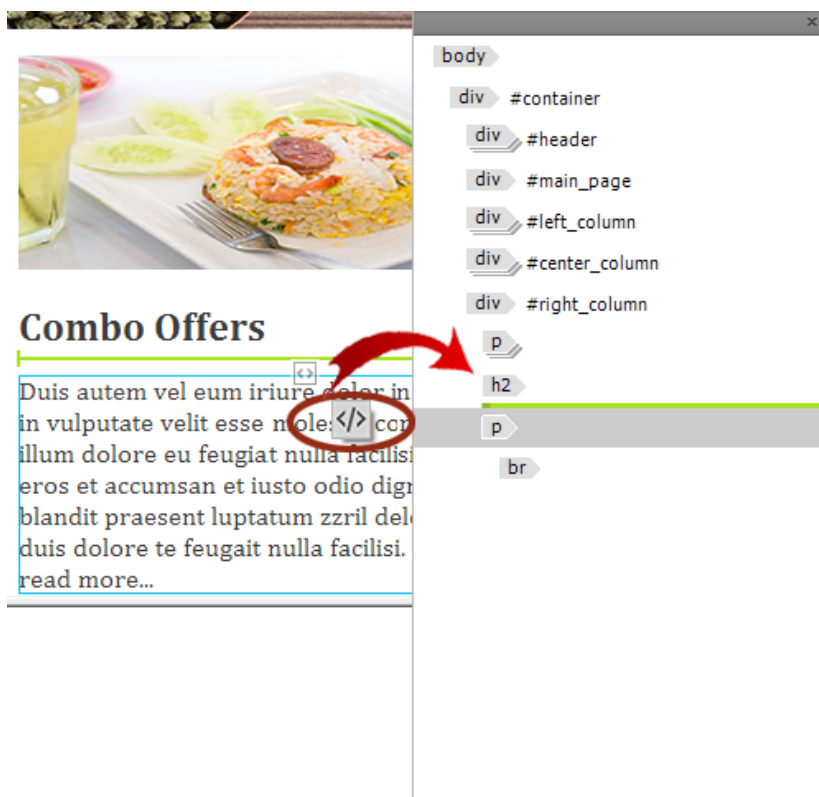 Combo Offers
Duis autem vel eum iriure dolor in
in vulputate velit esse
illum dolore eu feugiat nulla facilisi
eros et accumsan et iusto odio
blandit praesent luptatum zzril
duis dolore te feugait nulla facilisi.
read more...
<>
</>
×
body
div #container
div #header
div #main_page
div #left_column
div #center_column
div #right_column
p
h2
p
br